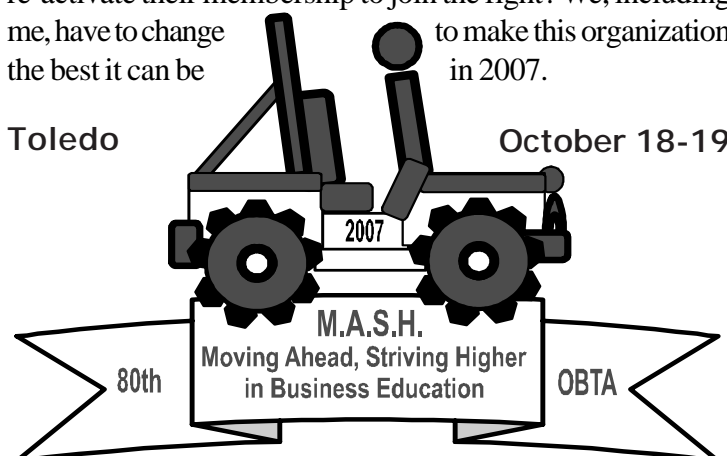 me, have to change to make this organization
the best it can be in 2007.
Toledo October 18-19
2007
M.A.S.H.
Moving Ahead, Striving Higher
80th in Business Education OBTA